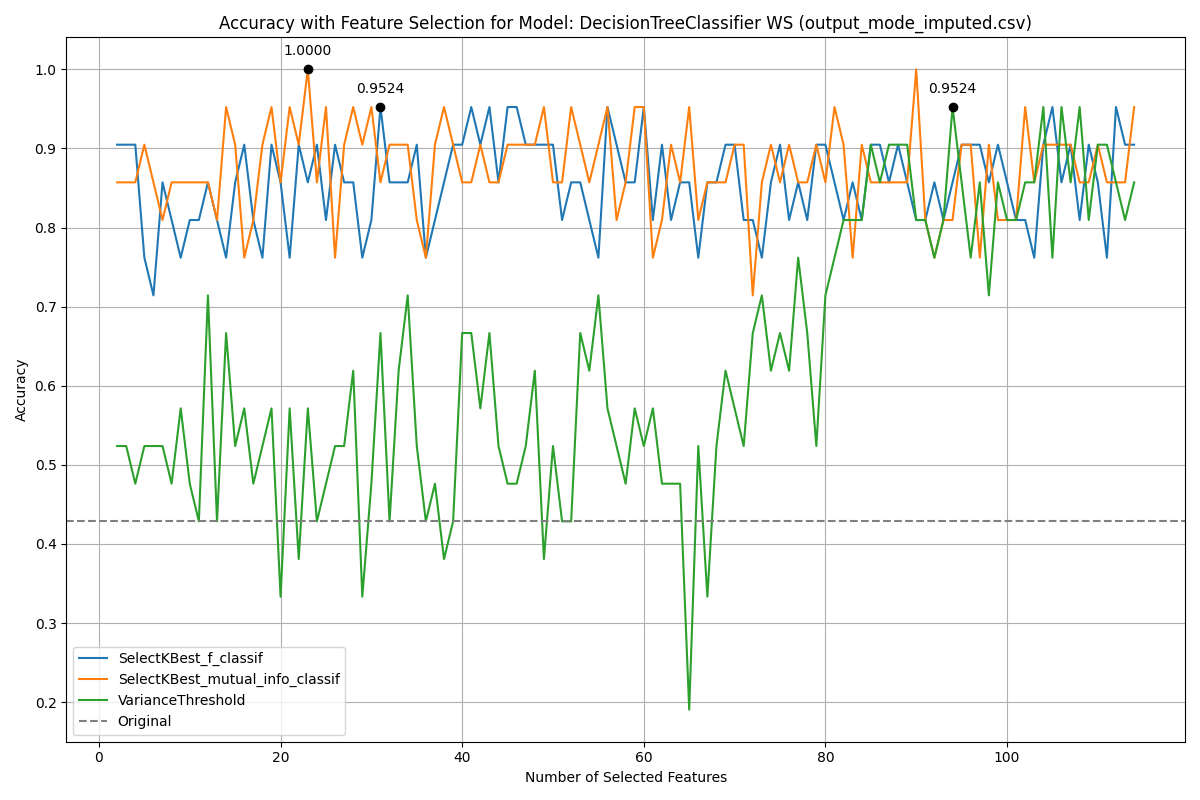 Accuracy with Feature Selection for Model: DecisionTreeClassifier WS (output_mode_imputed.csv)
1.0000
0.9524
0.9524
Accuracy
1.0
0.9
0.8
0.7
0.6
0.5
0.4
0.3
0.2
SelectKBest_f_classif
SelectKBest_mutual_info_classif
VarianceThreshold
Original
0 20 40 60 80 100
Number of Selected Features